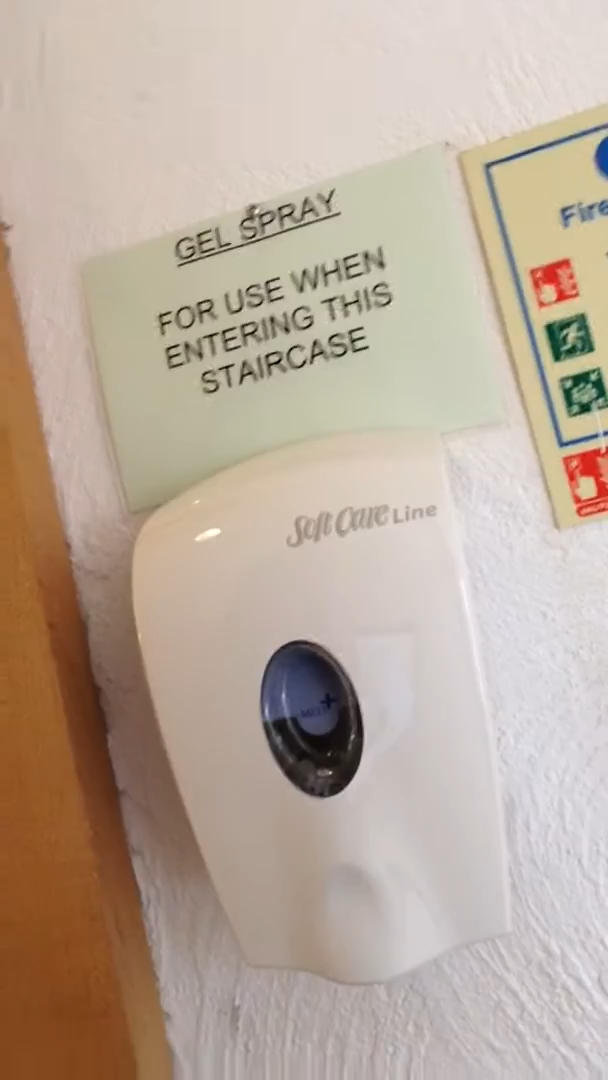 GEL SPRAY
FOR USE WHEN
ENTERING THIS
STAIRCASE
Fire
Soft Care Line